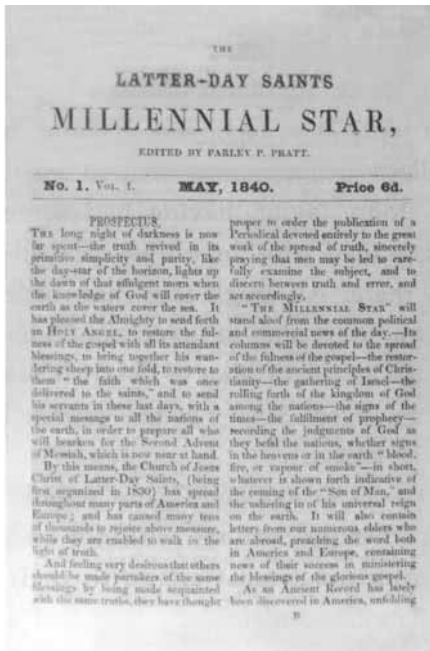 THE
LATTER-DAY SAINTS
MILLENNIAL STAR,
EDITED BY PARLEY P. PRATT.
No. 1. Vol. 1. MAY, 1840. Price 6d.
PROSPECTUS.
The long night of darkness is now
far spent—the truth revived in its
primitive simplicity and purity, like
the day-star of the horizon, lights up
the dawn of that effulgent morn when
the knowledge of God will cover the
earth as the waters cover the sea. It
has pleased the Almighty to send forth
an Holy Angel, to restore the ful-
ness of the gospel with all its attendant
blessings, to bring together his wan-
dering sheep into one fold, to restore to
them "the faith which was once
delivered to the saints," and to send
his servants in these last days, with a
special message to all the nations of
the earth, in order to prepare all who
will hearken for the Second Advent
of Messiah, which is now near at hand.
By this means, the Church of Jesus
Christ of Latter-Day Saints, (being
first organized in 1830) has spread
throughout many parts of America and
Europe; and has caused many tens
of thousands to rejoice above measure,
while they are enabled to walk in the
light of truth.
And feeling very desirous that others
should be made partakers of the same
blessings by being made acquainted
with the same truths, they have thought
proper to order the publication of a
Periodical devoted entirely to the great
work of the spread of truth, sincerely
praying that men may be led to care-
fully examine the subject, and to
discern between truth and error, and
act accordingly.
"The Millennial Star" will
stand aloof from the common political
and commercial news of the day.—Its
columns will be devoted to the spread
of the fulness of the gospel—the restor-
ation of the ancient principles of Chris-
tianity—the gathering of Israel—the
rolling forth of the kingdom of God
among the nations—the signs of the
times—the fulfilment of prophecy—
recording the judgments of God as
they befal the nations, whether signs
in the heavens or in the earth "blood,
fire, or vapour of smoke"—in short,
whatever is shown forth indicative of
the coming of the "Son of Man," and
the ushering in of his universal reign
on the earth. It will also contain
letters from our numerous elders who
are abroad, preaching the word both
in America and Europe, containing
news of their success in ministering
the blessings of the glorious gospel.
As an Ancient Record has lately
been discovered in America, unfolding
B